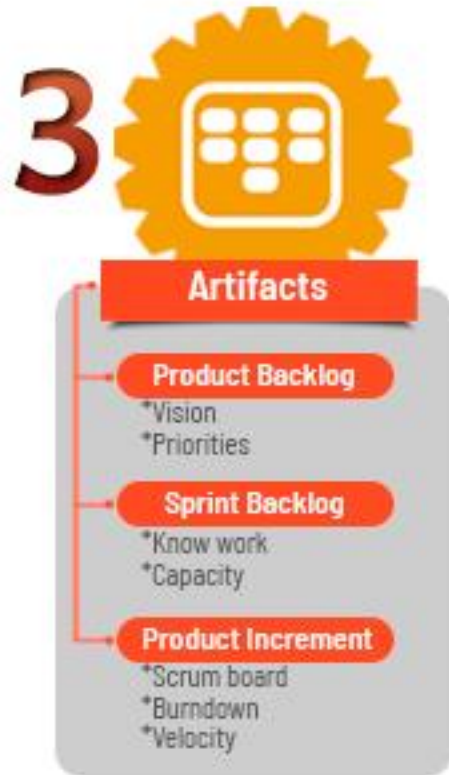 3
Artifacts
Product Backlog
*Vision
*Priorities
Sprint Backlog
*Know work
*Capacity
Product Increment
*Scrum board
*Burndown
*Velocity